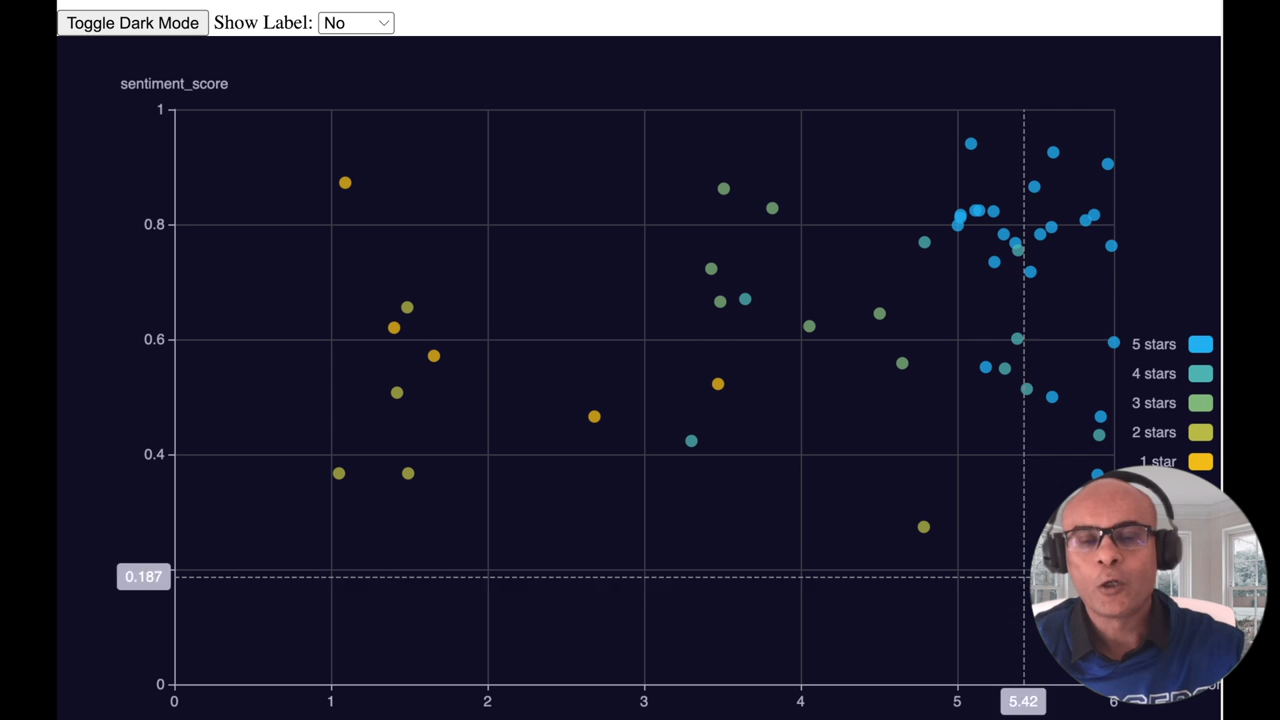 Toggle Dark Mode Show Label: No
sentiment_score
1
0.8
0.6
0.4
0.187
0
0 1 2 3 4 5 5.42 6
5 stars
4 stars
3 stars
2 stars
1 star